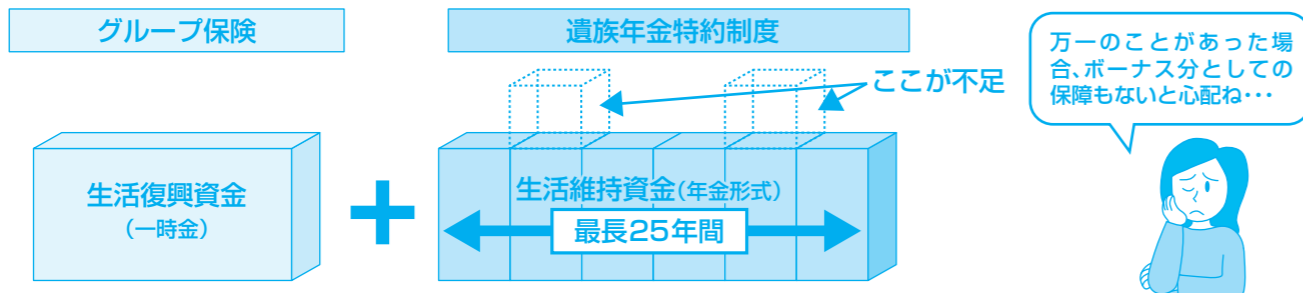 グループ保険
遺族年金特約制度
ここが不足
万一のことがあった場
合、ボーナス分としての
保障もないと心配ね・・・
生活復興資金
（一時金）
＋
生活維持資金（年金形式）
最長25年間